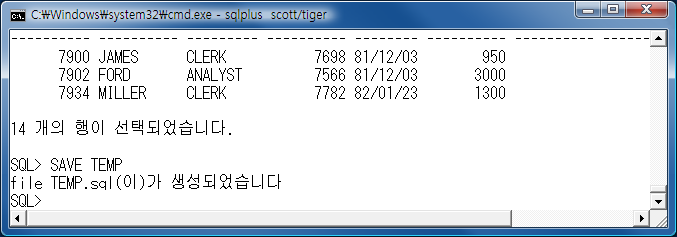 C:\Windows\system32\cmd.exe - sqlplus  scott/tiger
---------- ---------- --------- ---------- -------- ---------- ---------- ---
      7900 JAMES      CLERK           7698 81/12/03        950
      7902 FORD       ANALYST         7566 81/12/03       3000
      7934 MILLER     CLERK           7782 82/01/23       1300
14 개의 행이 선택되었습니다.
SQL> SAVE TEMP
file TEMP.sql(이)가 생성되었습니다
SQL>